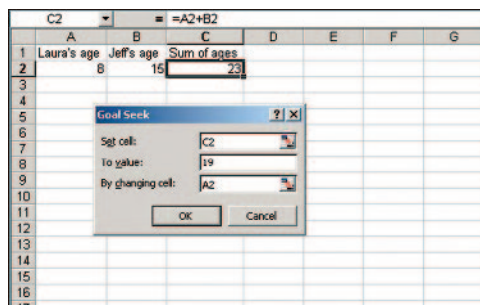 C2 = =A2+B2
A B C D E F G
1 Laura's age Jeff's age Sum of ages
2 8 15 23
3
4
5 Goal Seek ? X
6 Set cell: C2
7
8 To value: 19
9 By changing cell: A2
10
11 OK Cancel
12
13
14
15
16